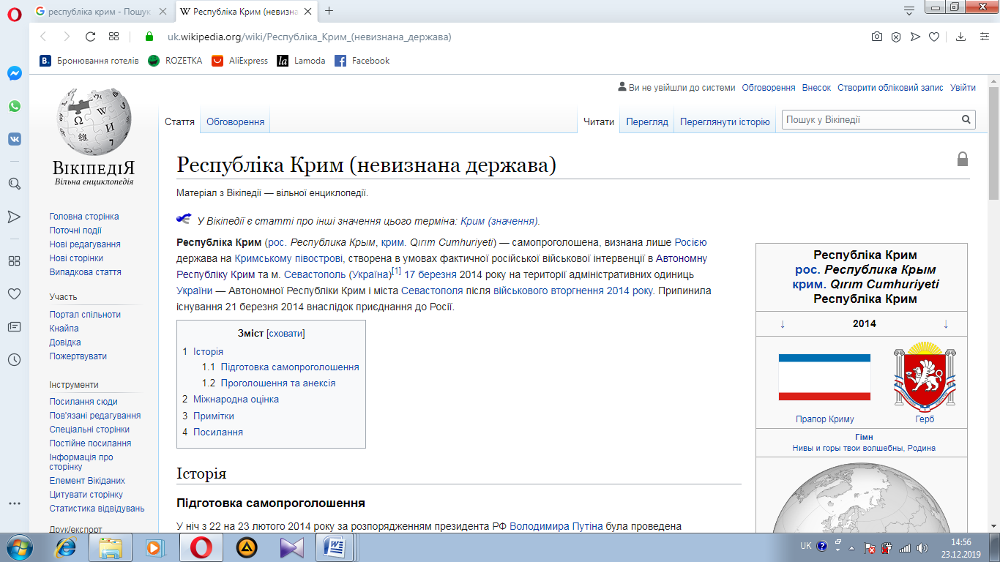 республіка крим - Пошук
Республіка Крим (невизна
uk.wikipedia.org/wiki/Республіка_Крим_(невизнана_держава)
Бронювання готелів
ROZETKA
AliExpress
Lamoda
Facebook
Ви не увійшли до системи Обговорення Внесок Створити обліковий запис Увійти
Стаття Обговорення
Читати Перегляд Переглянути історію
Пошук у Вікіпедії
ВікіпедіЯ
Вільна енциклопедія
Головна сторінка
Поточні події
Нові редагування
Нові сторінки
Випадкова стаття
Участь
Портал спільноти
Кнайпа
Довідка
Пожертвувати
Інструменти
Посилання сюди
Пов'язані редагування
Спеціальні сторінки
Постійне посилання
Інформація про
сторінку
Елемент Вікіданих
Цитувати сторінку
Статистика відвідувань
Друк/експорт
Республіка Крим (невизнана держава)
Матеріал з Вікіпедії — вільної енциклопедії.
У Вікіпедії є статті про інші значення цього терміна: Крим (значення).
Республіка Крим (рос. Республика Крым, крим. Qırım Cumhuriyeti) — самопроголошена, визнана лише Росією
держава на Кримському півострові, створена в умовах фактичної російської військової інтервенції в Автономну
Республіку Крим та м. Севастополь (Україна)[1] 17 березня 2014 року на території адміністративних одиниць
України — Автономної Республіки Крим і міста Севастополя після військового вторгнення 2014 року. Припинила
існування 21 березня 2014 внаслідок приєднання до Росії.
Зміст [сховати]
1 Історія
1.1 Підготовка самопроголошення
1.2 Проголошення та анексія
2 Міжнародна оцінка
3 Примітки
4 Посилання
Історія
Підготовка самопроголошення
У ніч з 22 на 23 лютого 2014 року за розпорядженням президента РФ Володимира Путіна була проведена
Республіка Крим
рос. Республика Крым
крим. Qırım Cumhuriyeti
Республіка Крим
↓ 2014 ↓
Прапор Криму
Герб
Гімн
Нивы и горы твои волшебны, Родина
UK
14:56
23.12.2019